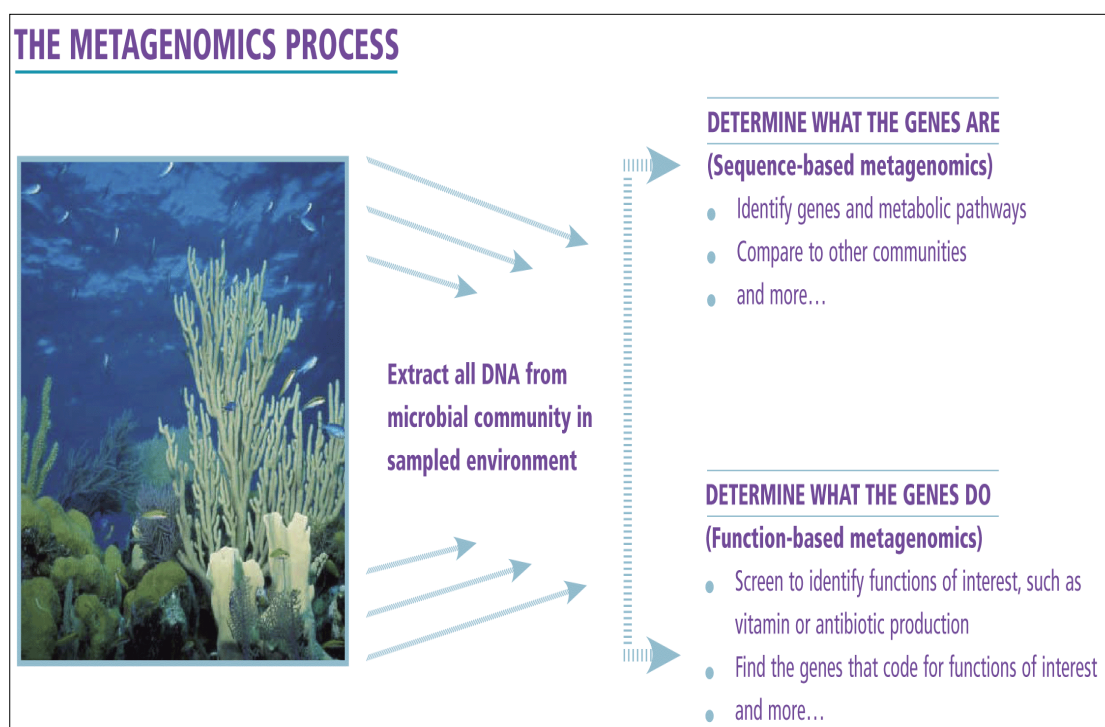 THE METAGENOMICS PROCESS
Extract all DNA from
microbial community in
sampled environment
DETERMINE WHAT THE GENES ARE
(Sequence-based metagenomics)
• Identify genes and metabolic pathways
• Compare to other communities
• and more…
DETERMINE WHAT THE GENES DO
(Function-based metagenomics)
• Screen to identify functions of interest, such as
vitamin or antibiotic production
• Find the genes that code for functions of interest
• and more…